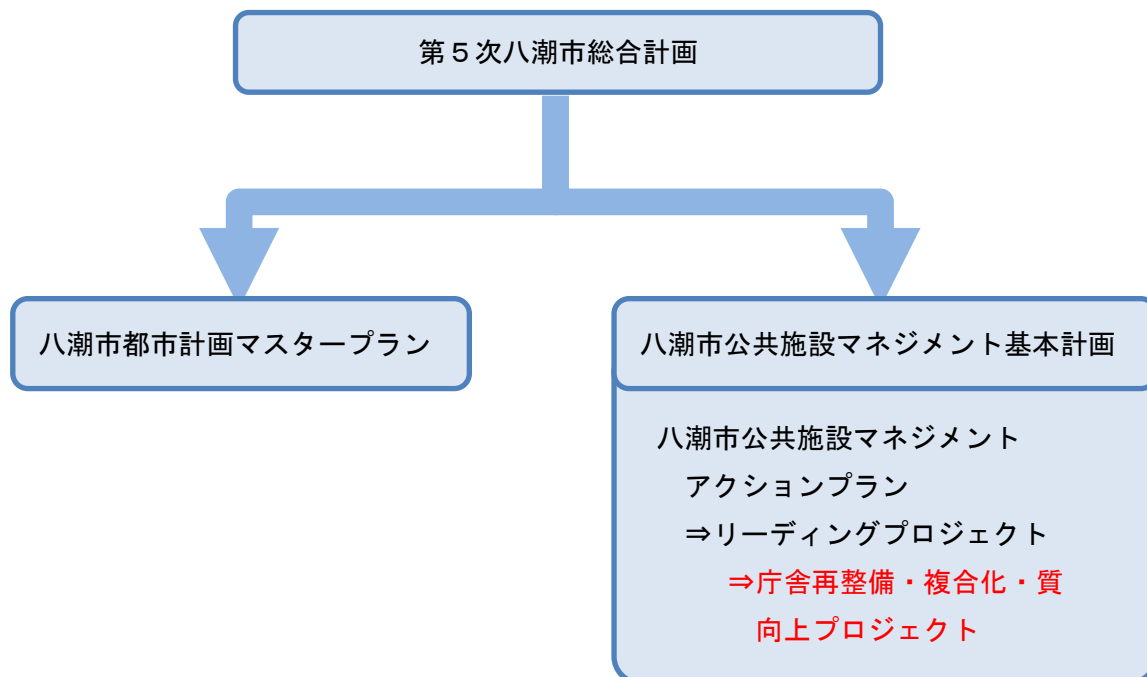 第５次八潮市総合計画
八潮市都市計画マスタープラン
八潮市公共施設マネジメント基本計画
八潮市公共施設マネジメント
アクションプラン
⇒リーディングプロジェクト
⇒庁舎再整備・複合化・質
向上プロジェクト